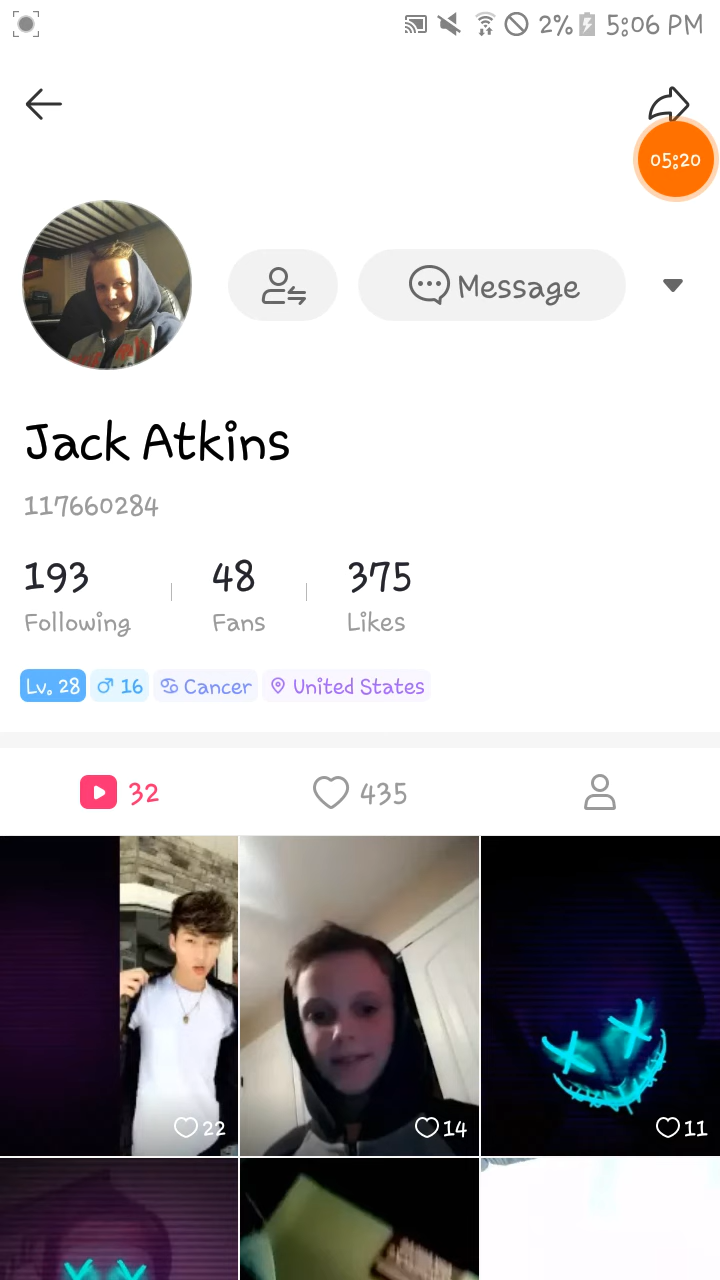 2% 5:06 PM
05:20
Message
Jack Atkins
117660284
193 48 375
Following Fans Likes
Lv. 28 ♂ 16 ♋ Cancer United States
32 435
22 14 11